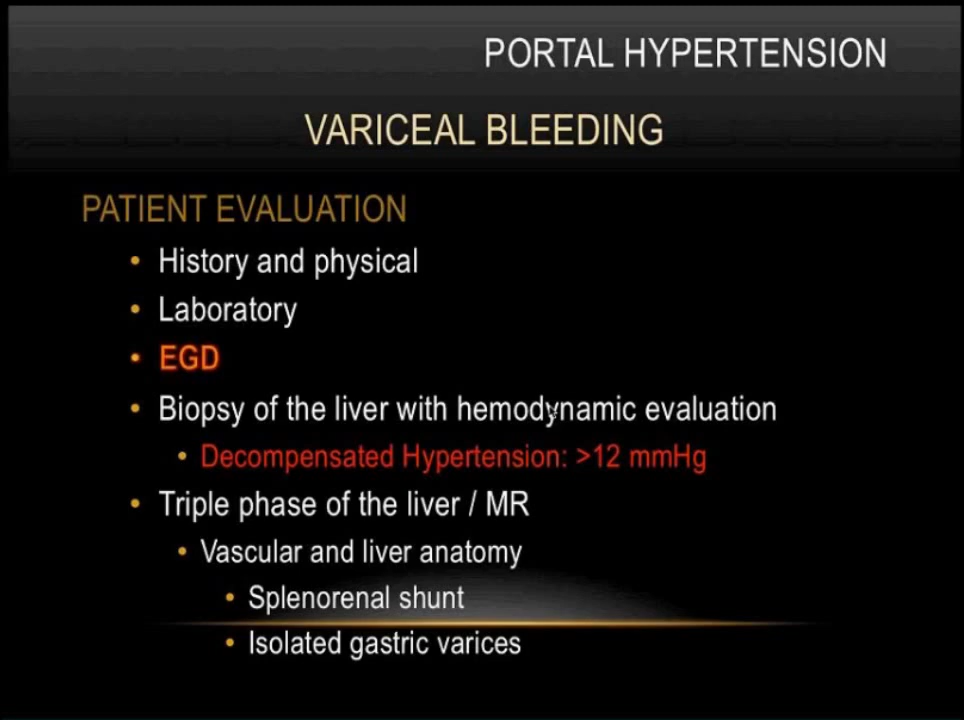 PORTAL HYPERTENSION
VARICEAL BLEEDING
PATIENT EVALUATION
• History and physical
• Laboratory
• EGD
• Biopsy of the liver with hemodynamic evaluation
• Decompensated Hypertension: >12 mmHg
• Triple phase of the liver / MR
• Vascular and liver anatomy
• Splenorenal shunt
• Isolated gastric varices